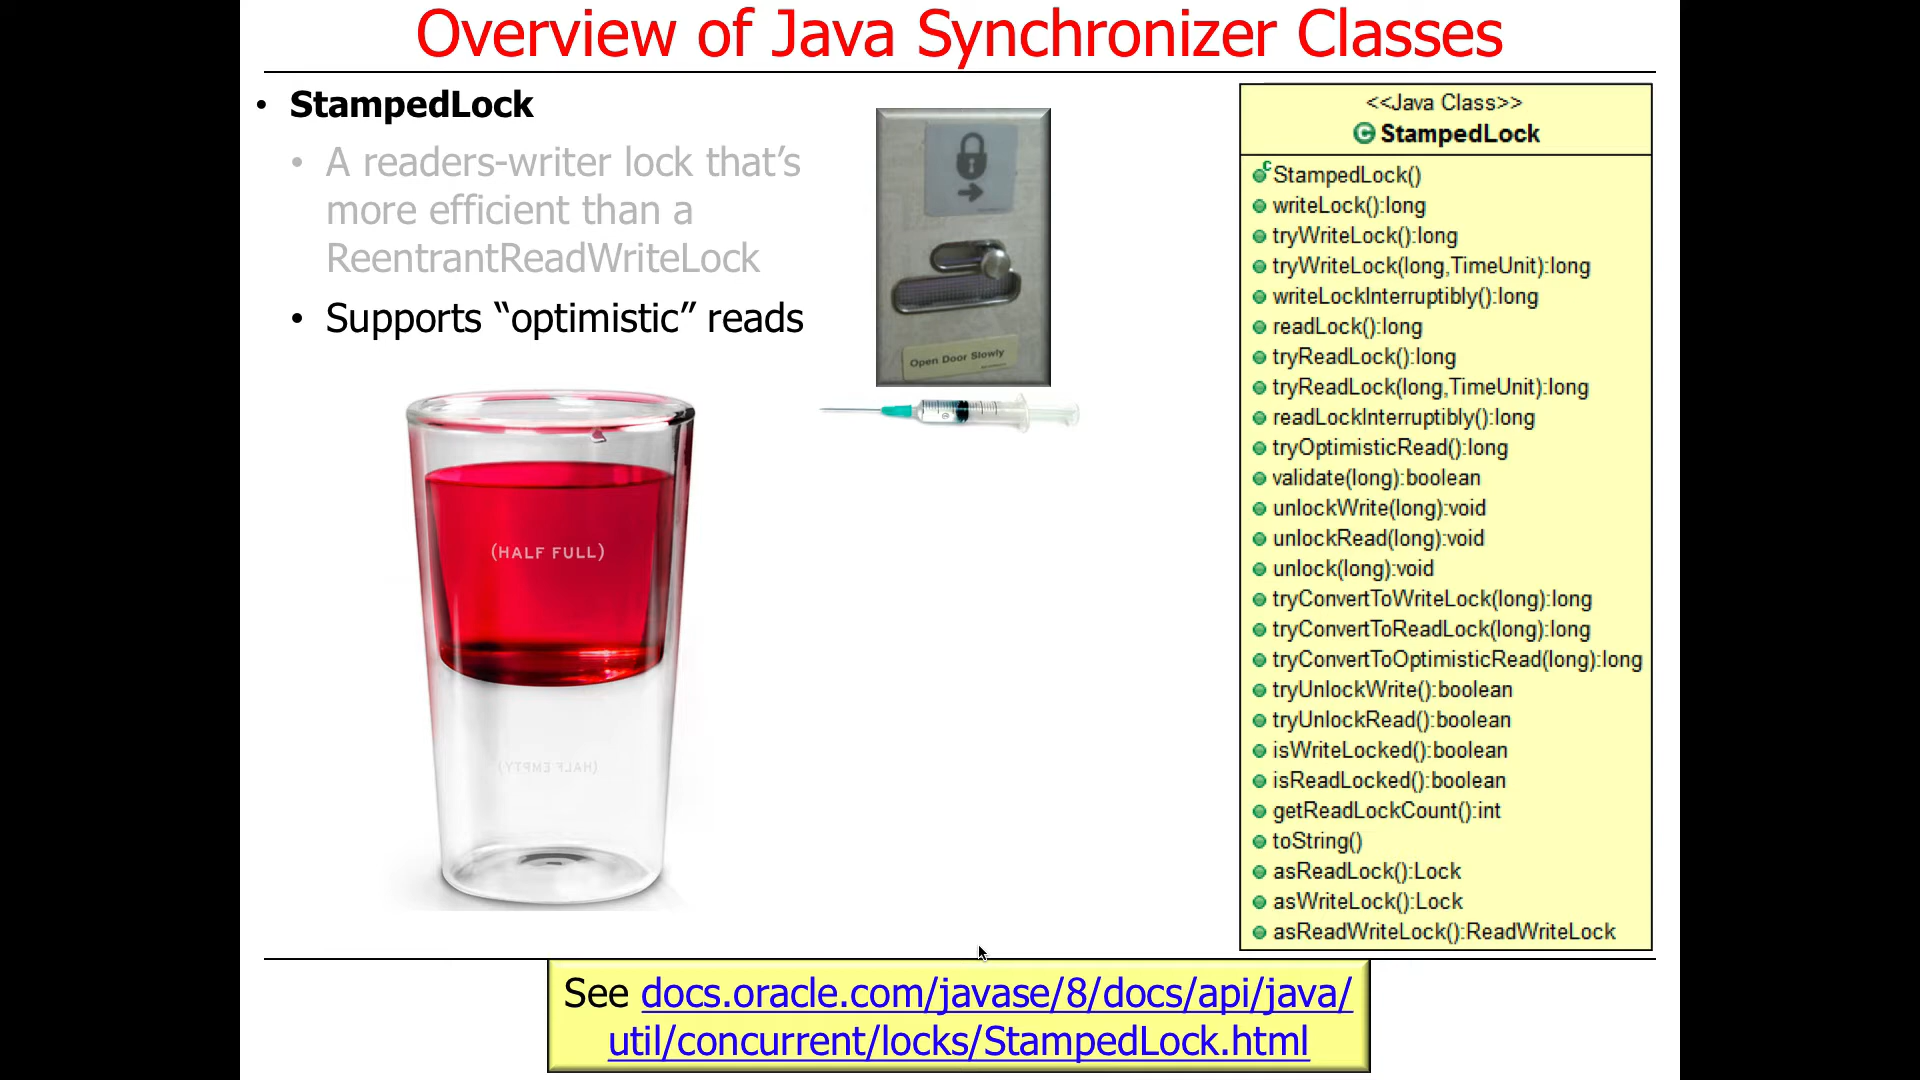 Overview of Java Synchronizer Classes
• StampedLock
• A readers-writer lock that’s
more efficient than a
ReentrantReadWriteLock
• Supports “optimistic” reads
Open Door Slowly
(HALF FULL)
(HALF EMPTY)
<<Java Class>>
StampedLock
StampedLock()
writeLock():long
tryWriteLock():long
tryWriteLock(long,TimeUnit):long
writeLockInterruptibly():long
readLock():long
tryReadLock():long
tryReadLock(long,TimeUnit):long
readLockInterruptibly():long
tryOptimisticRead():long
validate(long):boolean
unlockWrite(long):void
unlockRead(long):void
unlock(long):void
tryConvertToWriteLock(long):long
tryConvertToReadLock(long):long
tryConvertToOptimisticRead(long):long
tryUnlockWrite():boolean
tryUnlockRead():boolean
isWriteLocked():boolean
isReadLocked():boolean
getReadLockCount():int
toString()
asReadLock():Lock
asWriteLock():Lock
asReadWriteLock():ReadWriteLock
See docs.oracle.com/javase/8/docs/api/java/
util/concurrent/locks/StampedLock.html